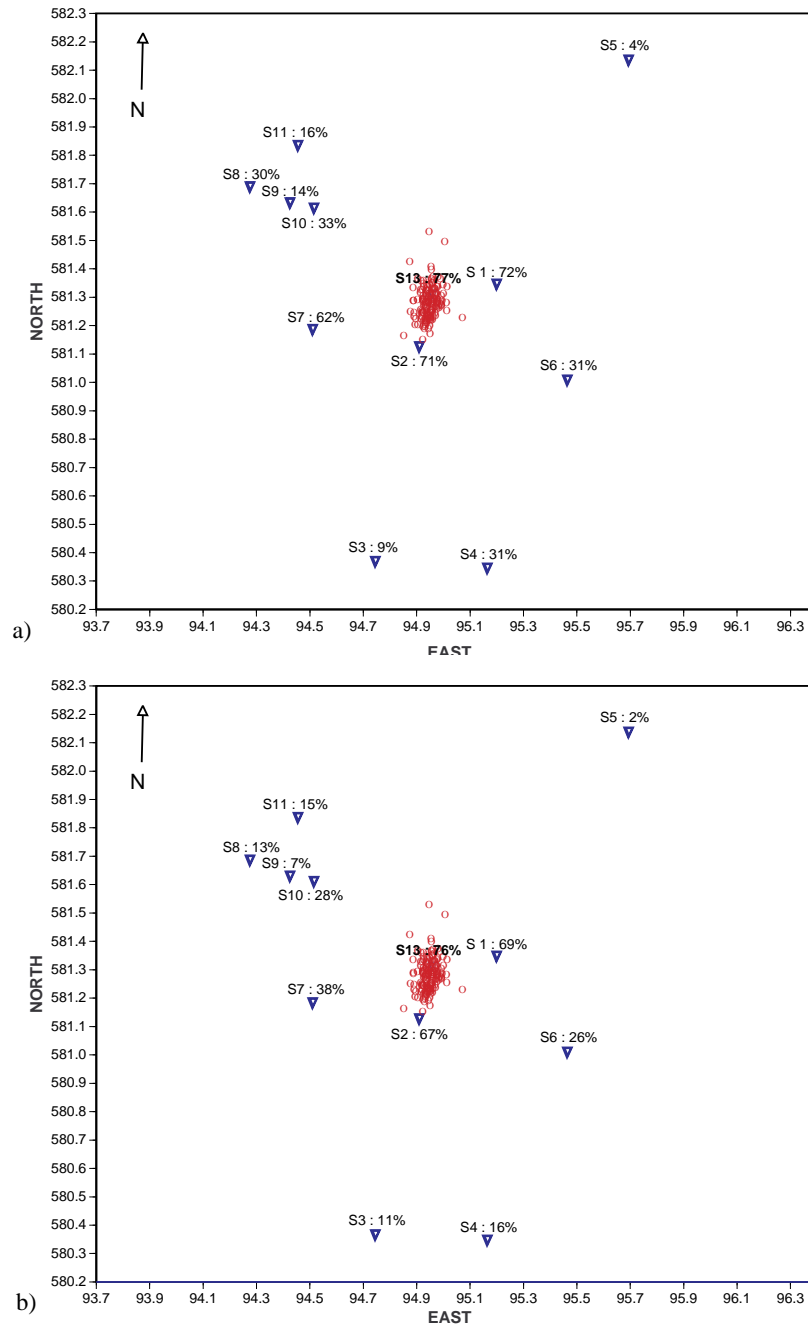 582.3
582.2
S5 : 4%
582.1
N
582.0
581.9
S11 : 16%
581.8
S8 : 30%
581.7
S9 : 14%
581.6
S10 : 33%
581.5
581.4
S13 : 77%
S 1 : 72%
581.3
S7 : 62%
581.2
581.1
S2 : 71%
S6 : 31%
581.0
580.9
580.8
580.7
580.6
580.5
S3 : 9%
S4 : 31%
580.4
580.3
580.2
NORTH
93.7 93.9 94.1 94.3 94.5 94.7 94.9 95.1 95.3 95.5 95.7 95.9 96.1 96.3
a)
EAST
582.3
582.2
S5 : 2%
582.1
N
582.0
581.9
S11 : 15%
581.8
S8 : 13%
581.7
S9 : 7%
581.6
S10 : 28%
581.5
581.4
S13 : 76%
S 1 : 69%
581.3
S7 : 38%
581.2
581.1
S2 : 67%
S6 : 26%
581.0
580.9
580.8
580.7
580.6
580.5
S3 : 11%
S4 : 16%
580.4
580.3
580.2
NORTH
93.7 93.9 94.1 94.3 94.5 94.7 94.9 95.1 95.3 95.5 95.7 95.9 96.1 96.3
b)
EAST